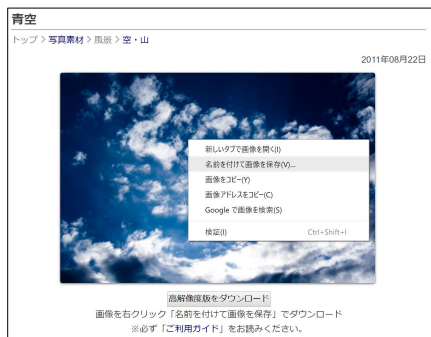 青空
トップ > 写真素材 > 風景 > 空・山
2011年08月22日
新しいタブで画像を開く(I)
名前を付けて画像を保存(V)...
画像をコピー(Y)
画像アドレスをコピー(C)
Google で画像を検索(S)
検証(I) Ctrl+Shift+I
高解像度版をダウンロード
画像を右クリック「名前を付けて画像を保存」でダウンロード
※必ず「ご利用ガイド」をお読みください。